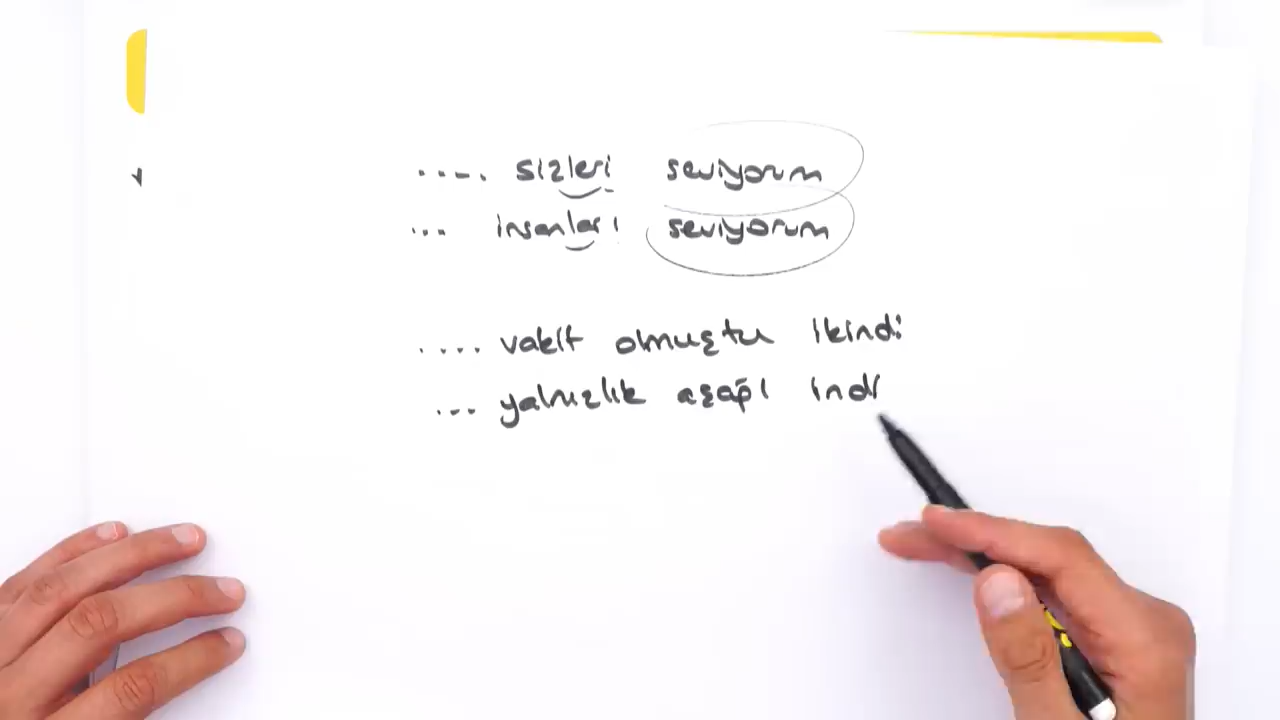 ..... sizleri seviyorum
... insanları seviyorum
.... vakit olmuştu ikindi
... yalnızlık aşağı indi